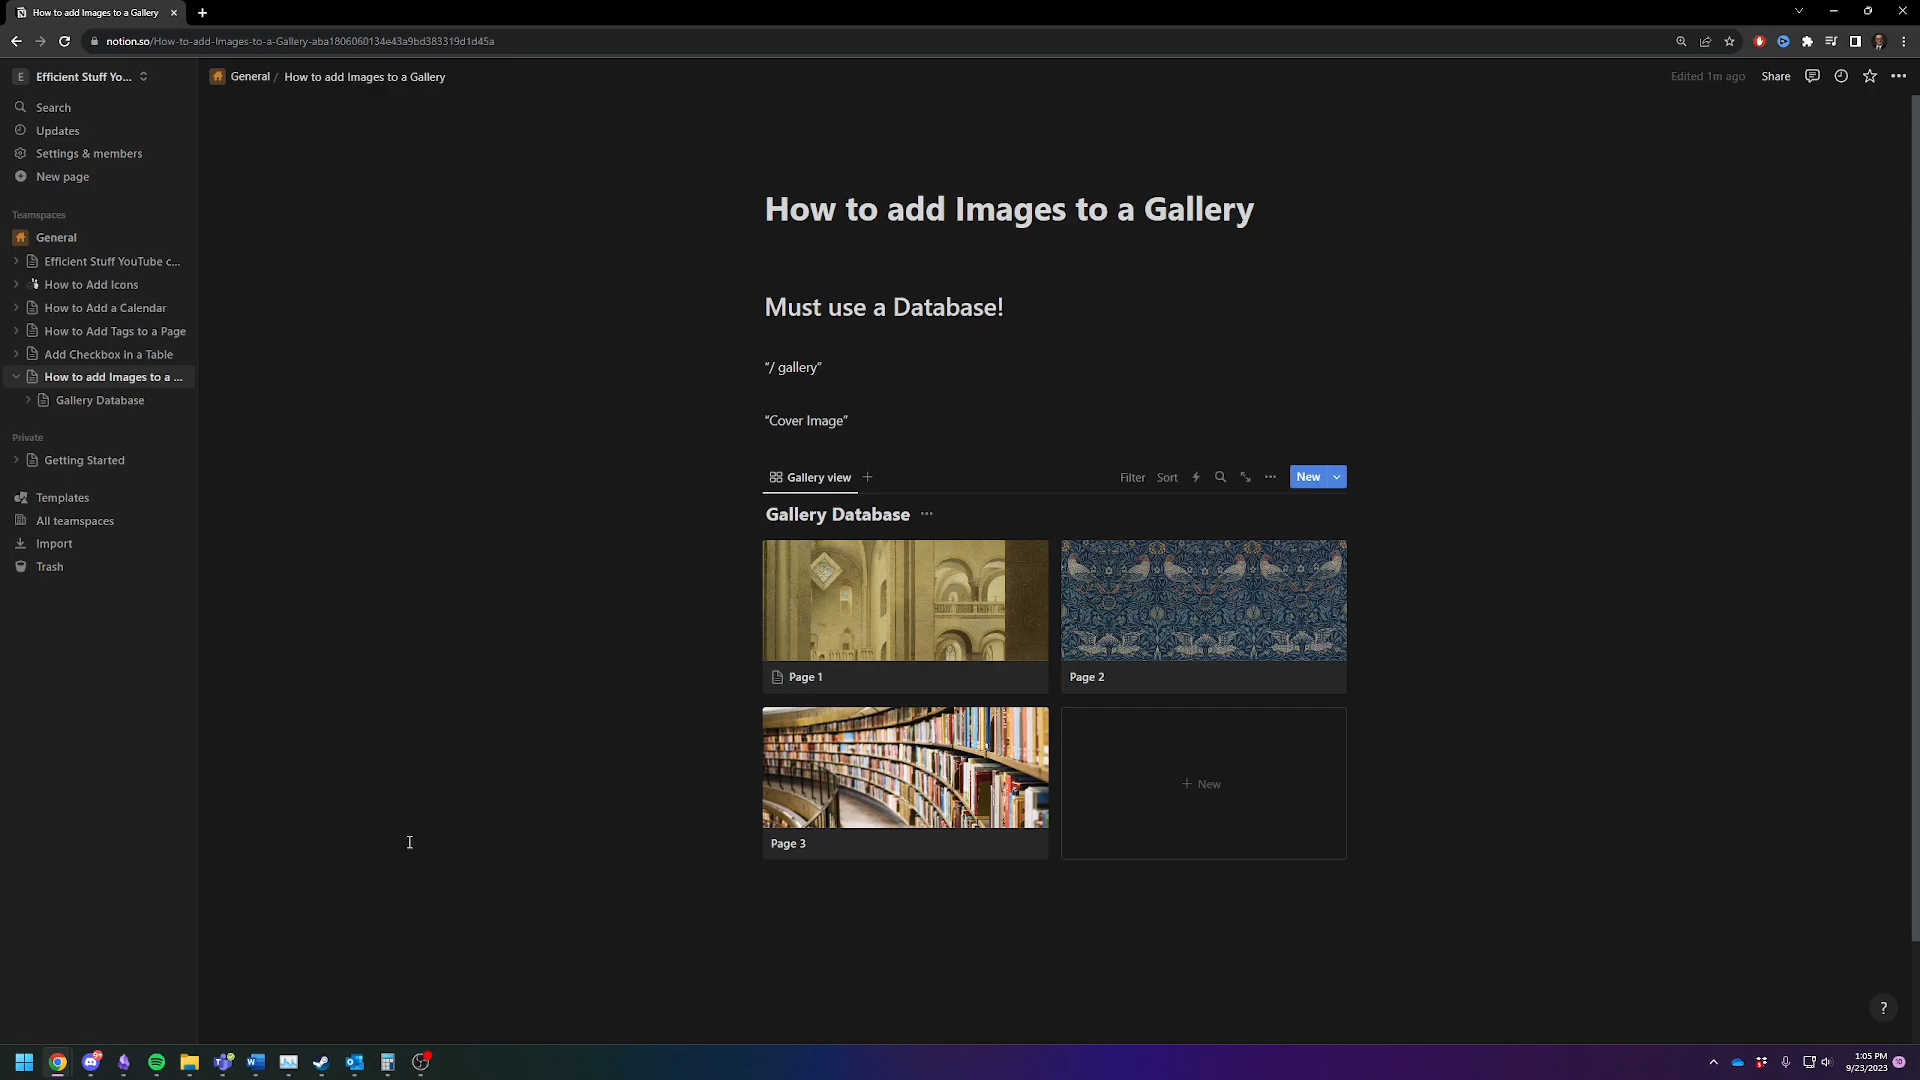 How to add Images to a Gallery
notion.so/How-to-add-Images-to-a-Gallery-aba1806060134e43a9bd383319d1d45a
E Efficient Stuff Yo...
General / How to add Images to a Gallery
Edited 1m ago
Share
Search
Updates
Settings & members
New page
Teamspaces
General
Efficient Stuff YouTube c...
How to Add Icons
How to Add a Calendar
How to Add Tags to a Page
Add Checkbox in a Table
How to add Images to a ...
Gallery Database
Private
Getting Started
Templates
All teamspaces
Import
Trash
How to add Images to a Gallery
Must use a Database!
“/ gallery”
“Cover Image”
Gallery view
Filter Sort New
Gallery Database
Page 1
Page 2
Page 3
+ New
?
1:05 PM
9/23/2023